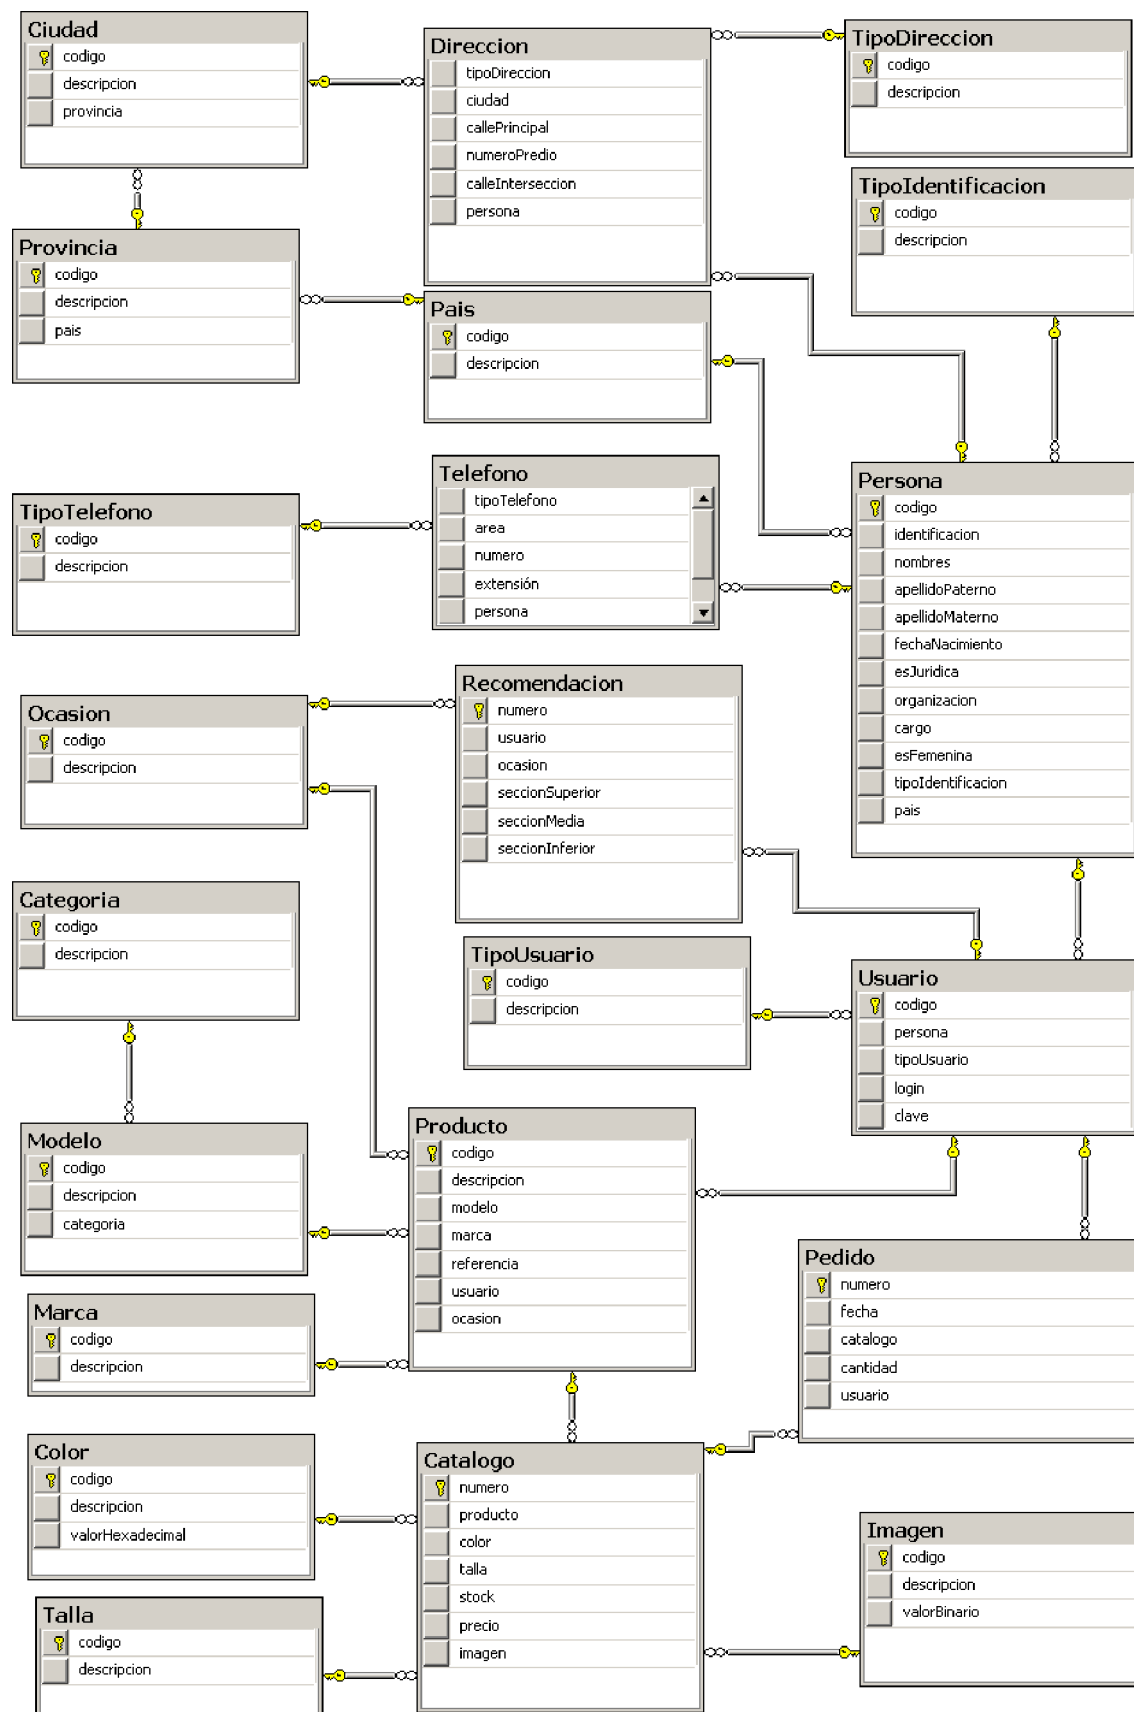 Ciudad
codigo
descripcion
provincia
Direccion
tipoDireccion
ciudad
callePrincipal
numeroPredio
calleInterseccion
persona
TipoDireccion
codigo
descripcion
TipoIdentificacion
codigo
descripcion
Provincia
codigo
descripcion
pais
Pais
codigo
descripcion
TipoTelefono
codigo
descripcion
Telefono
tipoTelefono
area
numero
extensión
persona
Persona
codigo
identificacion
nombres
apellidoPaterno
apellidoMaterno
fechaNacimiento
esJuridica
organizacion
cargo
esFemenina
tipoIdentificacion
pais
Ocasion
codigo
descripcion
Recomendacion
numero
usuario
ocasion
seccionSuperior
seccionMedia
seccionInferior
Categoria
codigo
descripcion
TipoUsuario
codigo
descripcion
Usuario
codigo
persona
tipoUsuario
login
clave
Modelo
codigo
descripcion
categoria
Producto
codigo
descripcion
modelo
marca
referencia
usuario
ocasion
Pedido
numero
fecha
catalogo
cantidad
usuario
Marca
codigo
descripcion
Color
codigo
descripcion
valorHexadecimal
Catalogo
numero
producto
color
talla
stock
precio
imagen
Imagen
codigo
descripcion
valorBinario
Talla
codigo
descripcion